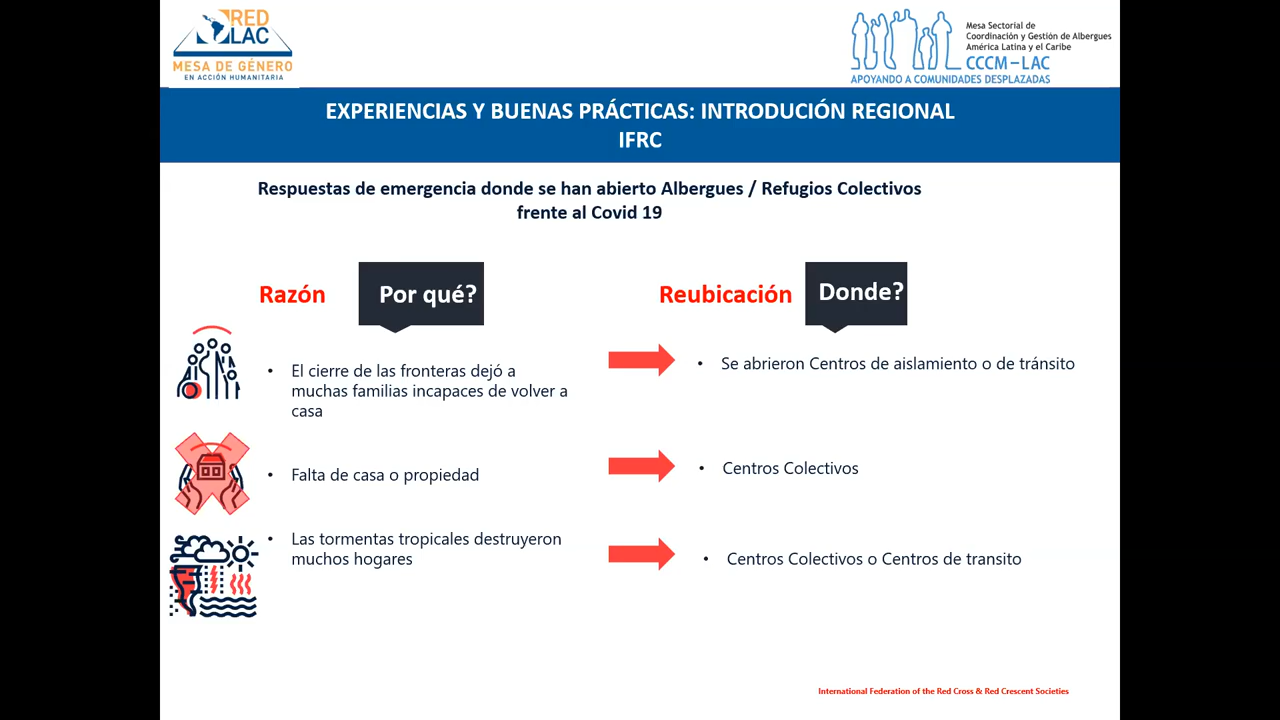 RED
LAC
MESA DE GÉNERO
EN ACCIÓN HUMANITARIA
Mesa Sectorial de
Coordinación y Gestión de Albergues
América Latina y el Caribe
CCCM–LAC
APOYANDO A COMUNIDADES DESPLAZADAS
EXPERIENCIAS Y BUENAS PRÁCTICAS: INTRODUCIÓN REGIONAL
IFRC
Respuestas de emergencia donde se han abierto Albergues / Refugios Colectivos
frente al Covid 19
Razón
Por qué?
Reubicación
Donde?
• El cierre de las fronteras dejó a
muchas familias incapaces de volver a
casa
• Se abrieron Centros de aislamiento o de tránsito
• Falta de casa o propiedad
• Centros Colectivos
• Las tormentas tropicales destruyeron
muchos hogares
• Centros Colectivos o Centros de transito
International Federation of the Red Cross & Red Crescent Societies